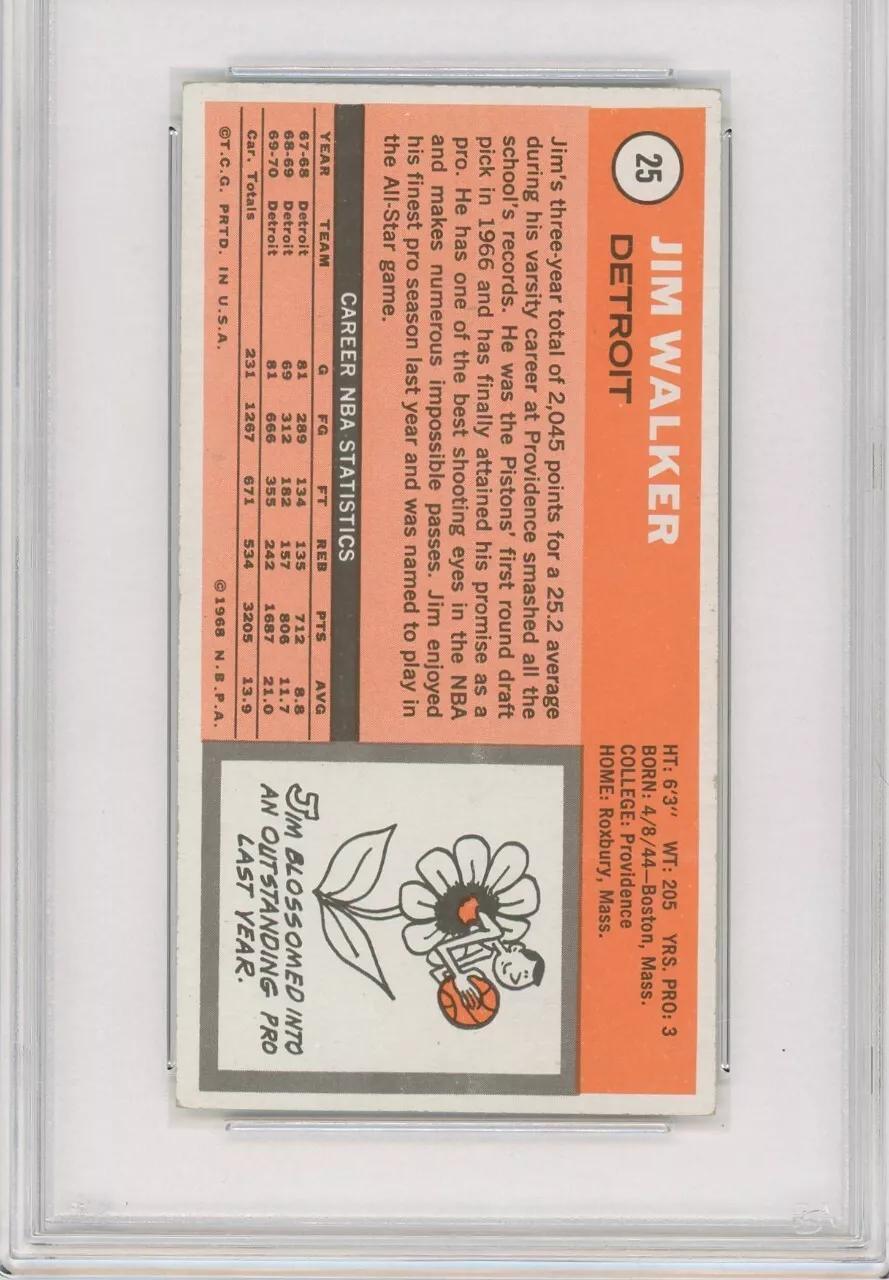 25
JIM WALKER
DETROIT
HT: 6'3" WT: 205 YRS. PRO: 3
BORN: 4/8/44—Boston, Mass.
COLLEGE: Providence
HOME: Roxbury, Mass.
Jim's three-year total of 2,045 points for a 25.2 average
during his varsity career at Providence smashed all the
school's records. He was the Pistons' first round draft
pick in 1966 and has finally attained his promise as a
pro. He has one of the best shooting eyes in the NBA
and makes numerous impossible passes. Jim enjoyed
his finest pro season last year and was named to play in
the All-Star game.
CAREER NBA STATISTICS
YEAR TEAM G FG FT REB PTS AVG
67-68 Detroit 81 289 134 135 712 8.8
68-69 Detroit 69 312 182 157 806 11.7
69-70 Detroit 81 666 355 242 1687 21.0
Car. Totals 231 1267 671 534 3205 13.9
©T.C.G. PRTD. IN U.S.A. © 1968 N.B.P.A.
JIM BLOSSOMED INTO
AN OUTSTANDING PRO
LAST YEAR.